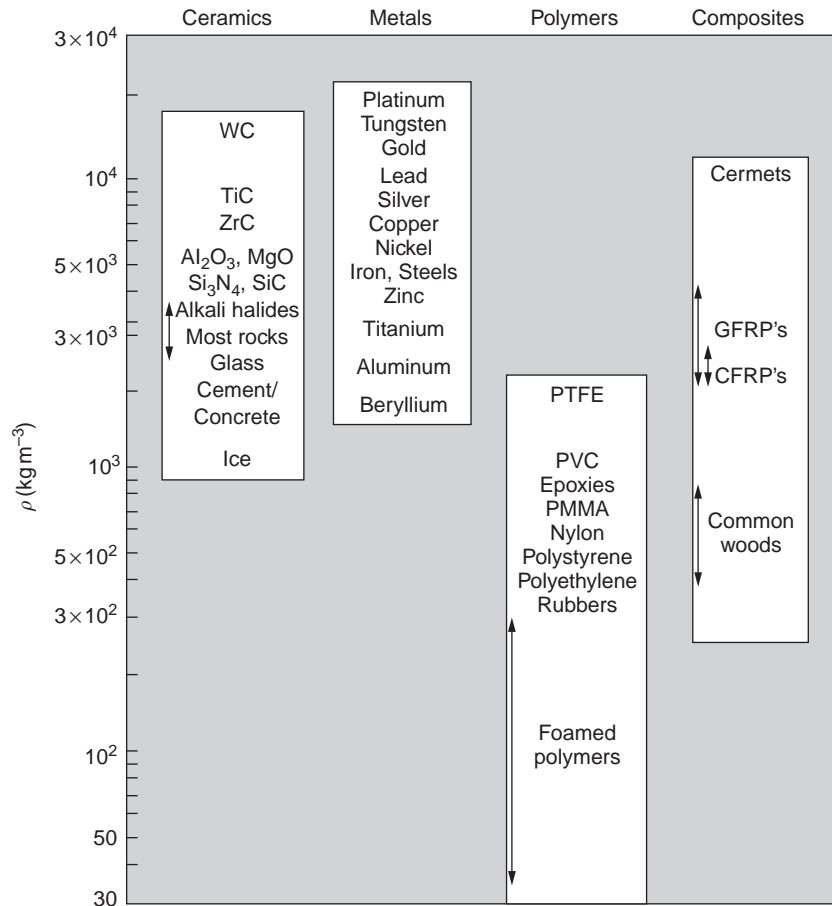 Ceramics
Metals
Polymers
Composites
ρ (kg m⁻³)
3×10⁴
10⁴
5×10³
3×10³
10³
5×10²
3×10²
10²
50
30
WC
TiC
ZrC
Al₂O₃, MgO
Si₃N₄, SiC
Alkali halides
Most rocks
Glass
Cement/
Concrete
Ice
Platinum
Tungsten
Gold
Lead
Silver
Copper
Nickel
Iron, Steels
Zinc
Titanium
Aluminum
Beryllium
PTFE
PVC
Epoxies
PMMA
Nylon
Polystyrene
Polyethylene
Rubbers
Foamed
polymers
Cermets
GFRP's
CFRP's
Common
woods